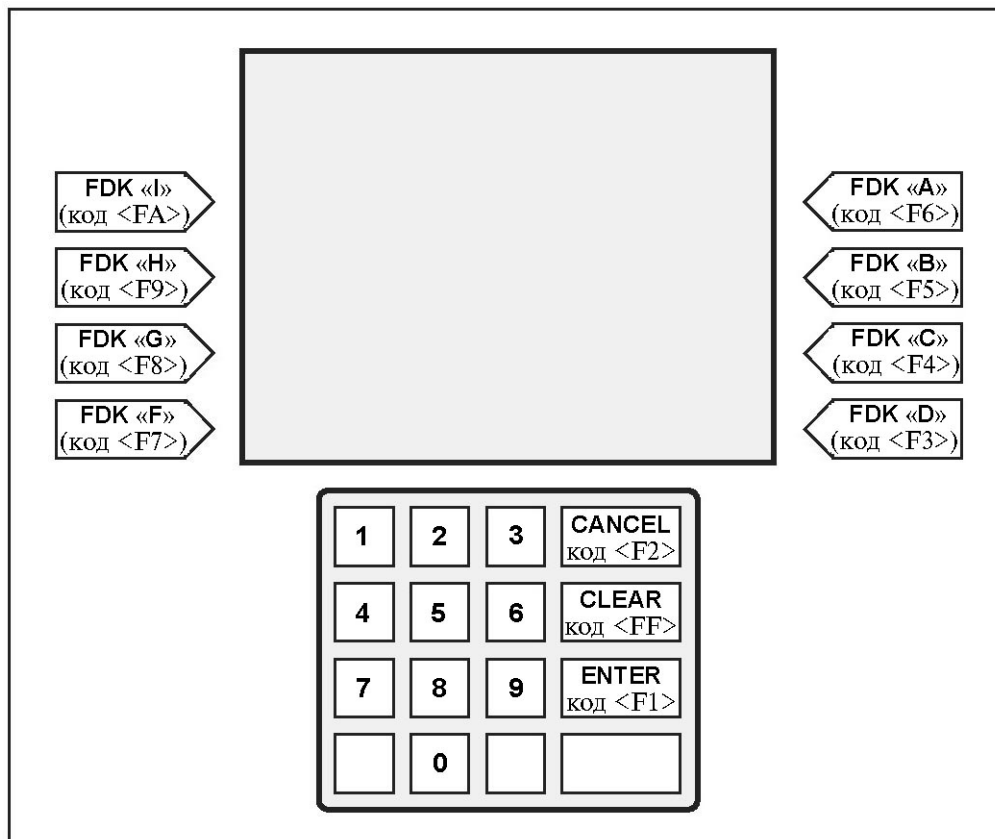 FDK «I»
(код <FA>)
FDK «H»
(код <F9>)
FDK «G»
(код <F8>)
FDK «F»
(код <F7>)
FDK «A»
(код <F6>)
FDK «B»
(код <F5>)
FDK «C»
(код <F4>)
FDK «D»
(код <F3>)
1 2 3 CANCEL
код <F2>
4 5 6 CLEAR
код <FF>
7 8 9 ENTER
код <F1>
0